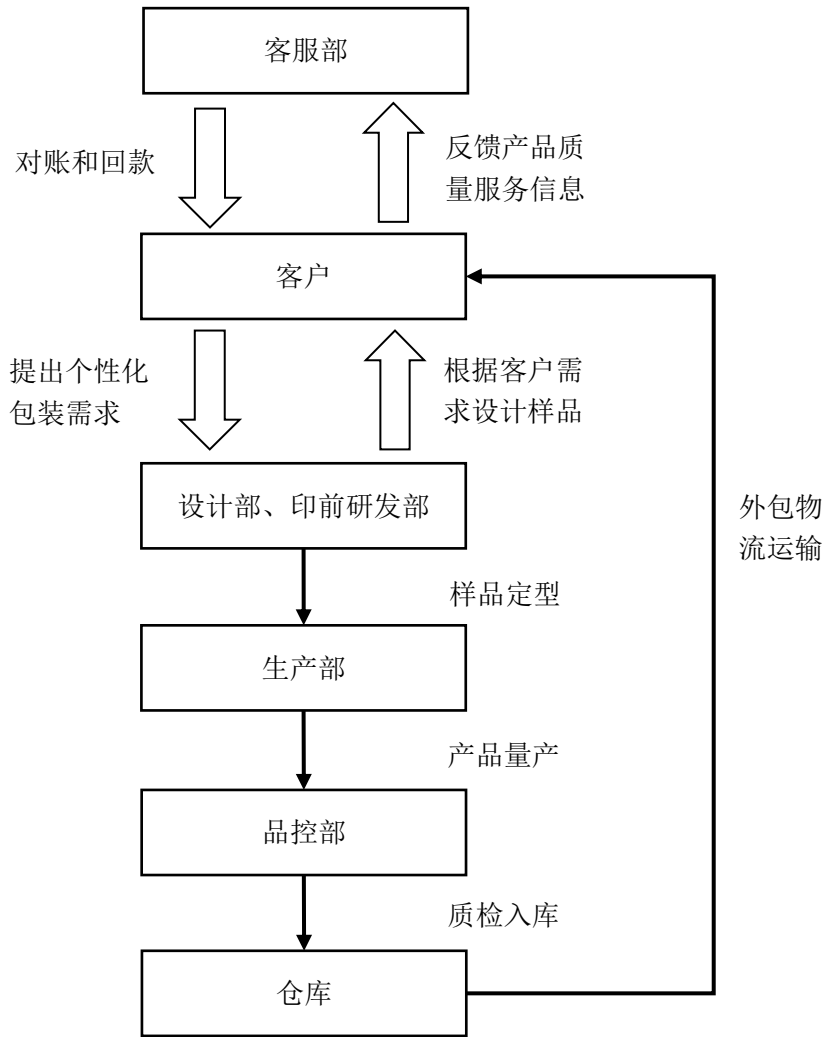 客服部
对账和回款
反馈产品质
量服务信息
客户
提出个性化
包装需求
根据客户需
求设计样品
设计部、印前研发部
外包物
流运输
样品定型
生产部
产品量产
品控部
质检入库
仓库